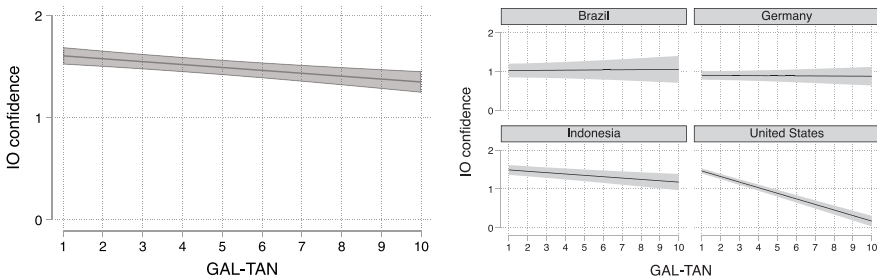 2
1
0
IO confidence
1 2 3 4 5 6 7 8 9 10
GAL-TAN
Brazil
Germany
2
1
0
Indonesia
United States
2
1
0
IO confidence
1 2 3 4 5 6 7 8 9 10
1 2 3 4 5 6 7 8 9 10
GAL-TAN